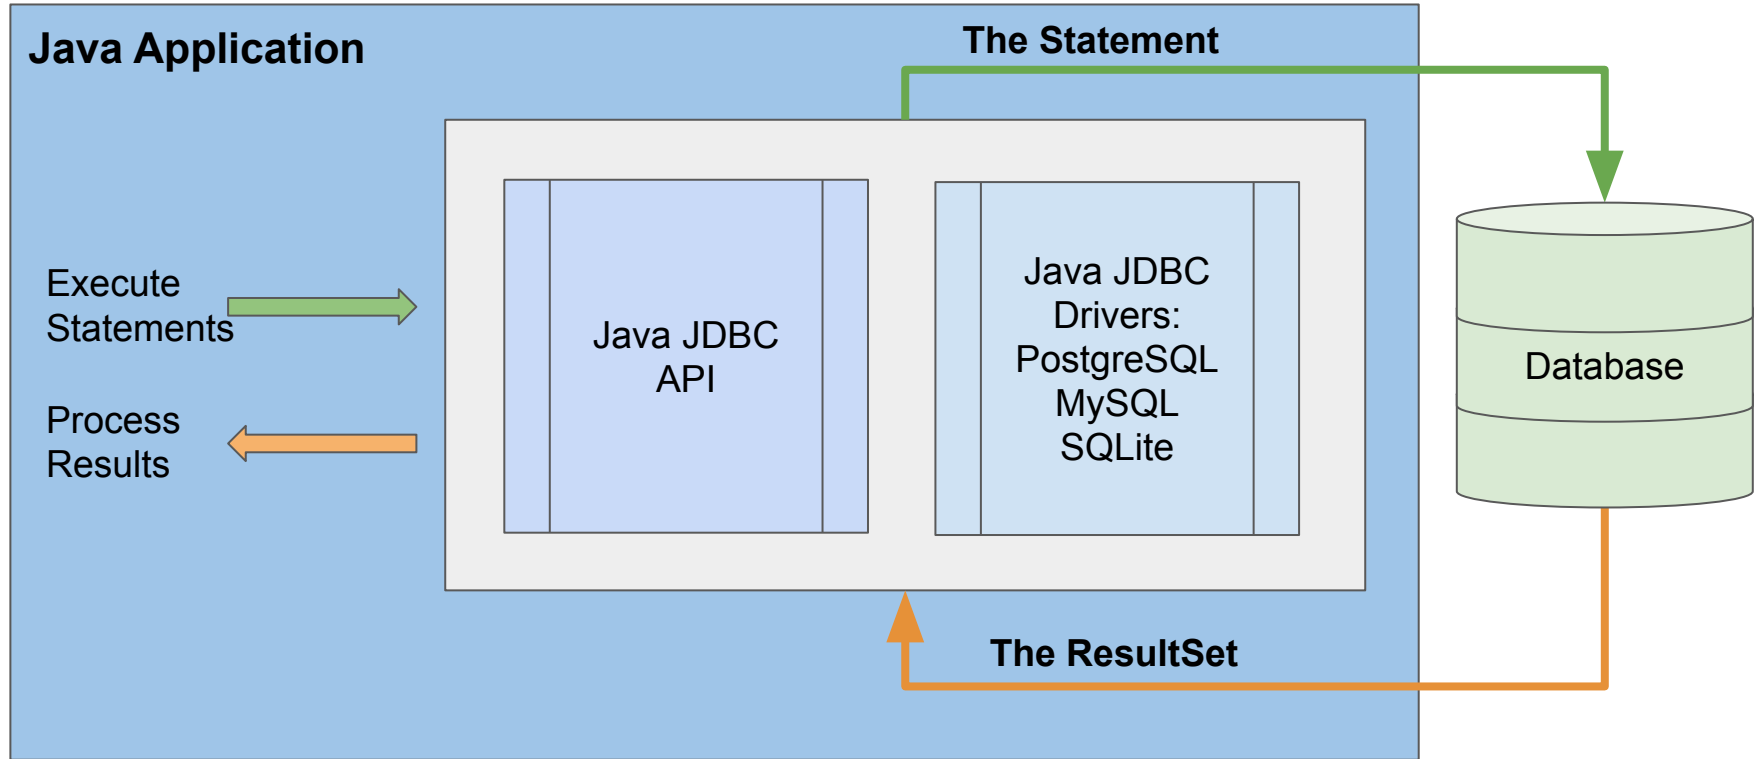 Java Application
The Statement
Execute
Statements
Process
Results
Java JDBC
API
Java JDBC
Drivers:
PostgreSQL
MySQL
SQLite
Database
The ResultSet